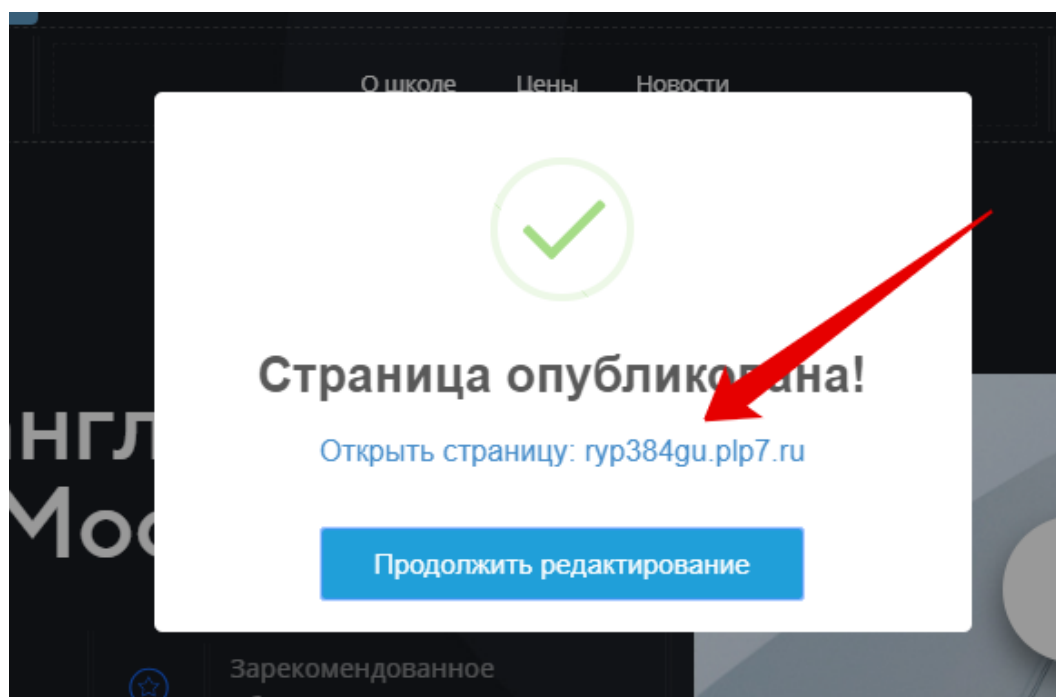 О школе Цены Новости
Страница опубликована!
Открыть страницу: ryp384gu.plp7.ru
Продолжить редактирование
Зарекомендованное